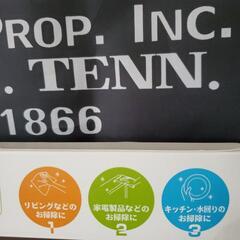 PROP. INC.
. TENN.
1866
リビングなどの
お掃除に
1
家電製品などの
お掃除に
2
キッチン・水回りの
お掃除に
3